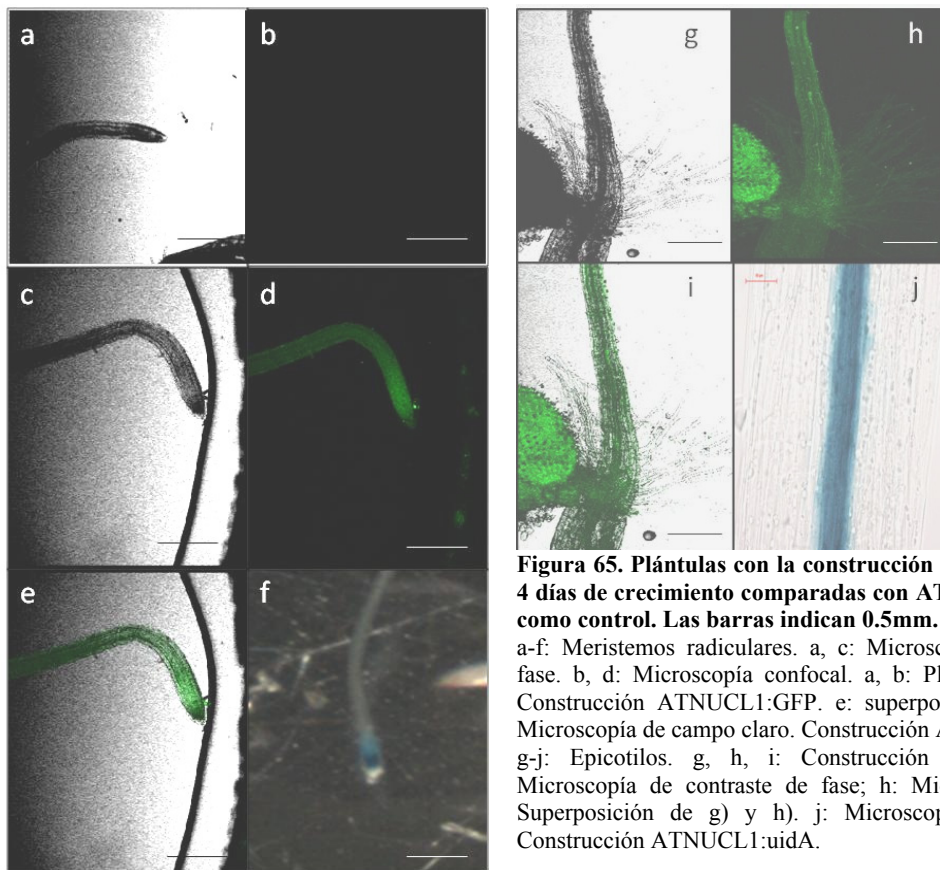 a
b
g
h
c
d
i
j
e
f
Figura 65. Plántulas con la construcción
4 días de crecimiento comparadas con AT
como control. Las barras indican 0.5mm.
a-f: Meristemos radiculares. a, c: Microsc
fase. b, d: Microscopía confocal. a, b: Pl
Construcción ATNUCL1:GFP. e: superpo
Microscopía de campo claro. Construcción A
g-j: Epicotilos. g, h, i: Construcción
Microscopía de contraste de fase; h: Mi
Superposición de g) y h). j: Microscop
Construcción ATNUCL1:uidA.